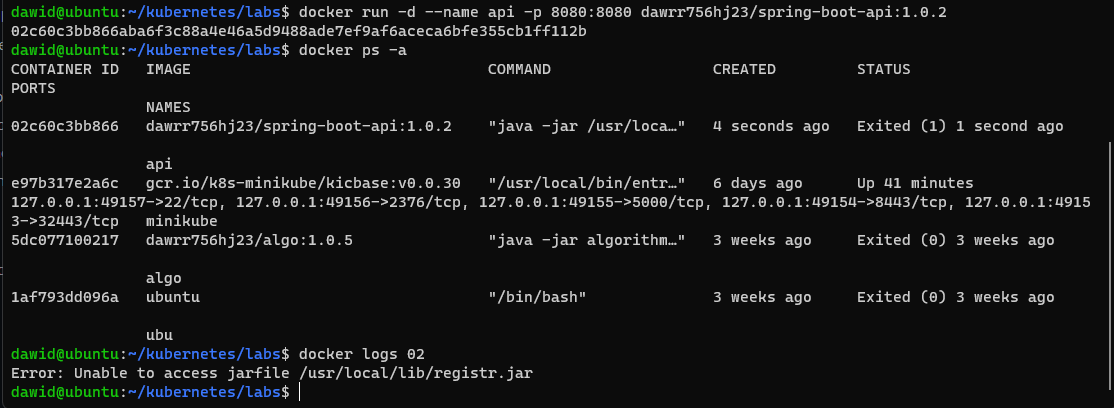 dawid@ubuntu:~/kubernetes/labs$ docker run -d --name api -p 8080:8080 dawrr756hj23/spring-boot-api:1.0.2
02c60c3bb866aba6f3c88a4e46a5d9488ade7ef9af6aceca6bfe355cb1ff112b
dawid@ubuntu:~/kubernetes/labs$ docker ps -a
CONTAINER ID   IMAGE                                 COMMAND                  CREATED         STATUS
PORTS
               NAMES
02c60c3bb866   dawrr756hj23/spring-boot-api:1.0.2    "java -jar /usr/loca…"   4 seconds ago   Exited (1) 1 second ago
               api
e97b317e2a6c   gcr.io/k8s-minikube/kicbase:v0.0.30   "/usr/local/bin/entr…"   6 days ago      Up 41 minutes
127.0.0.1:49157->22/tcp, 127.0.0.1:49156->2376/tcp, 127.0.0.1:49155->5000/tcp, 127.0.0.1:49154->8443/tcp, 127.0.0.1:4915
3->32443/tcp   minikube
5dc077100217   dawrr756hj23/algo:1.0.5               "java -jar algorithm…"   3 weeks ago     Exited (0) 3 weeks ago
               algo
1af793dd096a   ubuntu                                "/bin/bash"              3 weeks ago     Exited (0) 3 weeks ago
               ubu
dawid@ubuntu:~/kubernetes/labs$ docker logs 02
Error: Unable to access jarfile /usr/local/lib/registr.jar
dawid@ubuntu:~/kubernetes/labs$